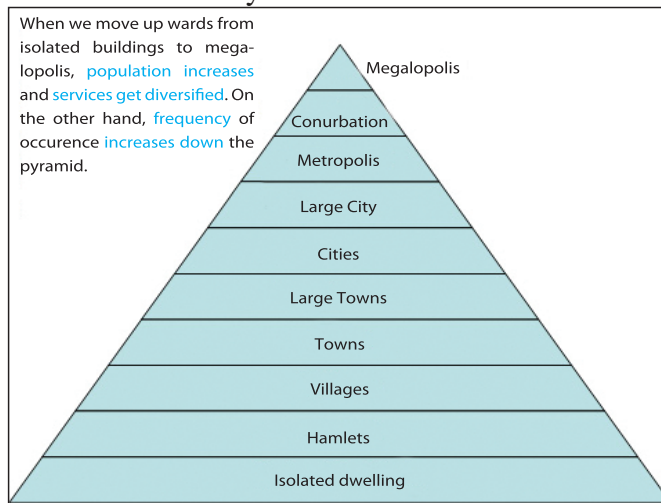 When we move up wards from
isolated buildings to mega-
lopolis, population increases
and services get diversified. On
the other hand, frequency of
occurence increases down the
pyramid.
Megalopolis
Conurbation
Metropolis
Large City
Cities
Large Towns
Towns
Villages
Hamlets
Isolated dwelling